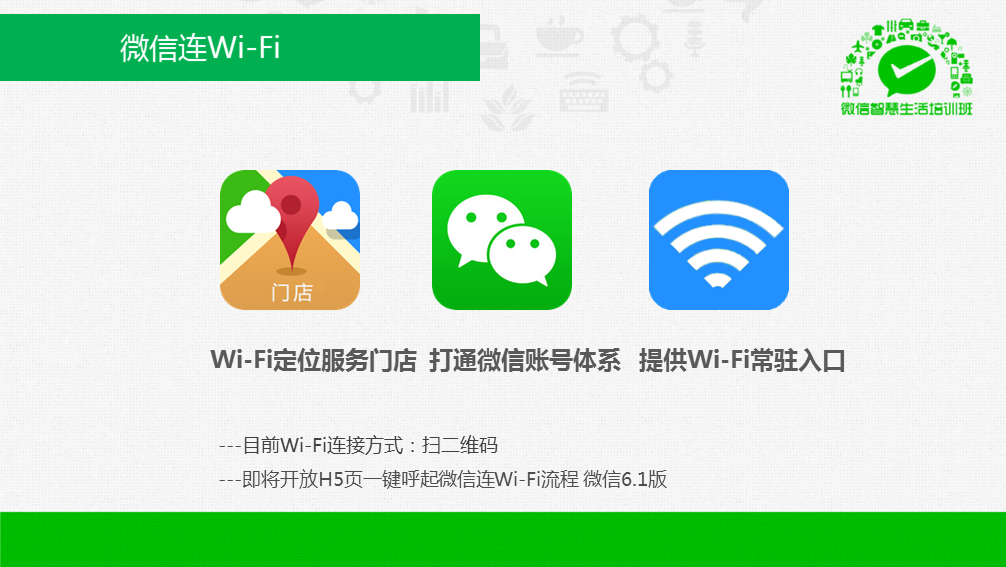 微信连Wi-Fi
微信智慧生活培训班
门店
Wi-Fi定位服务门店 打通微信账号体系 提供Wi-Fi常驻入口
---目前Wi-Fi连接方式：扫二维码
---即将开放H5页一键呼起微信连Wi-Fi流程 微信6.1版